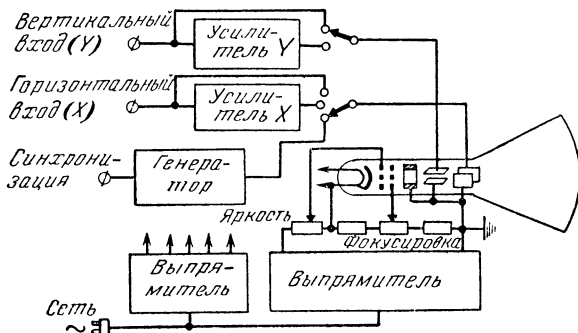 Вертикальный
вход (Y)
Усили-
тель Y
Горизонтальный
вход (X)
Усили-
тель X
Синхрони-
зация
Генера-
тор
Яркость
Фокусировка
Выпря-
митель
Выпрямитель
Сеть
~